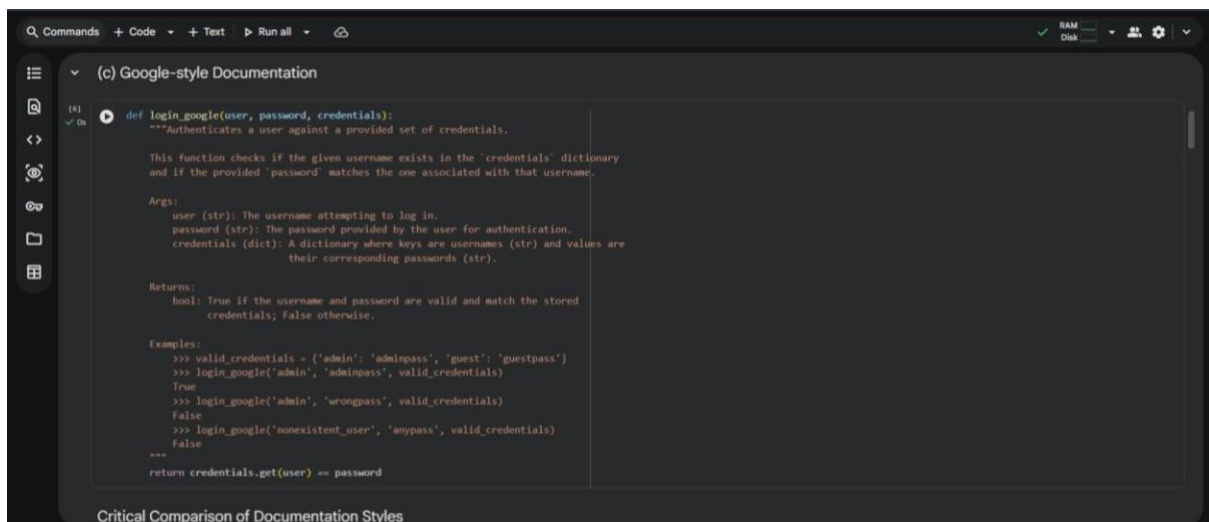 Commands + Code + Text Run all
RAM
Disk
(c) Google-style Documentation
[6]
0s
def login_google(user, password, credentials):
"""Authenticates a user against a provided set of credentials.
This function checks if the given username exists in the `credentials` dictionary
and if the provided `password` matches the one associated with that username.
Args:
user (str): The username attempting to log in.
password (str): The password provided by the user for authentication.
credentials (dict): A dictionary where keys are usernames (str) and values are
their corresponding passwords (str).
Returns:
bool: True if the username and password are valid and match the stored
credentials; False otherwise.
Examples:
>>> valid_credentials = {'admin': 'adminpass', 'guest': 'guestpass'}
>>> login_google('admin', 'adminpass', valid_credentials)
True
>>> login_google('admin', 'wrongpass', valid_credentials)
False
>>> login_google('nonexistent_user', 'anypass', valid_credentials)
False
"""
return credentials.get(user) == password
Critical Comparison of Documentation Styles